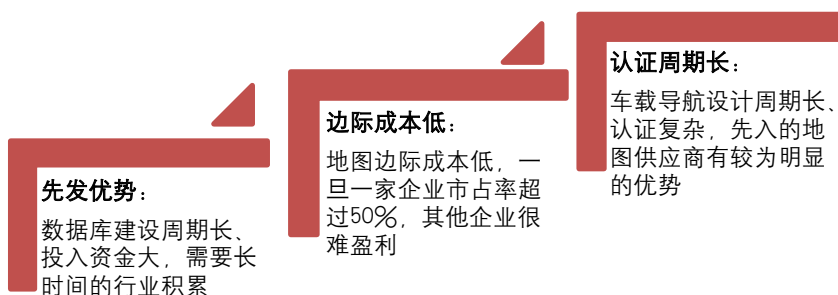 先发优势：
数据库建设周期长、
投入资金大，需要长
时间的行业积累
边际成本低：
地图边际成本低，一
旦一家企业市占率超
过50%，其他企业很
难盈利
认证周期长：
车载导航设计周期长、
认证复杂，先入的地
图供应商有较为明显
的优势